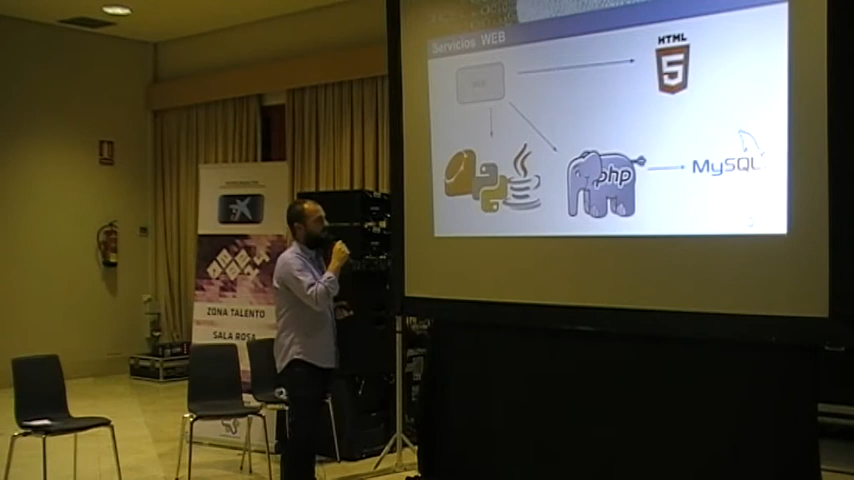 Servicios WEB
HTML
5
php
MySQL
ZONA TALENTO
SALA ROSA